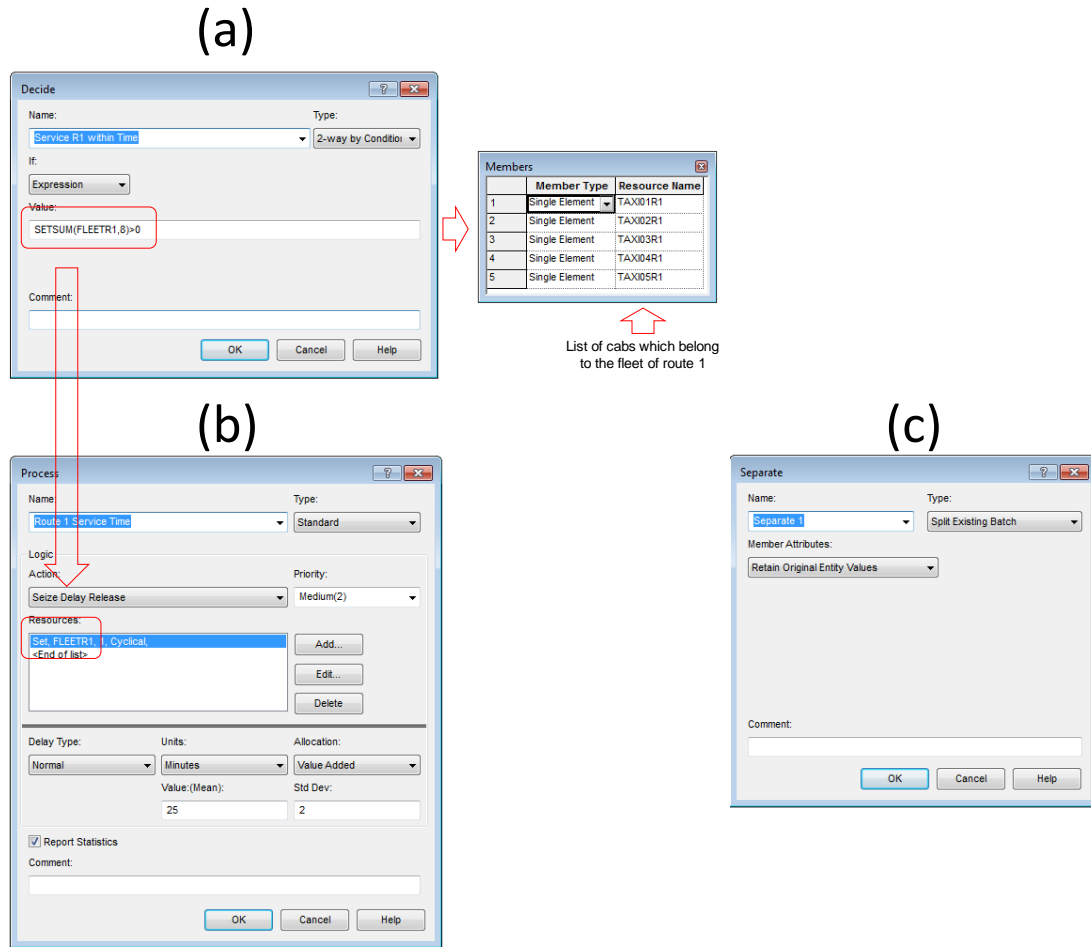 (a)
Decide
Name:
Type:
Service R1 within Time
2-way by Condition
If:
Expression
Value:
SETSUM(FLEETR1,8)>0
Comment:
OK
Cancel
Help
Members
Member Type
Resource Name
1
Single Element
TAXI01R1
2
Single Element
TAXI02R1
3
Single Element
TAXI03R1
4
Single Element
TAXI04R1
5
Single Element
TAXI05R1
List of cabs which belong
to the fleet of route 1
(b)
Process
Name:
Type:
Route 1 Service Time
Standard
Logic
Action:
Priority:
Seize Delay Release
Medium(2)
Resources:
Set, FLEETR1, 1, Cyclical,
<End of list>
Add...
Edit...
Delete
Delay Type:
Units:
Allocation:
Normal
Minutes
Value Added
Value:(Mean):
Std Dev:
25
2
Report Statistics
Comment:
OK
Cancel
Help
(c)
Separate
Name:
Type:
Separate 1
Split Existing Batch
Member Attributes:
Retain Original Entity Values
Comment:
OK
Cancel
Help